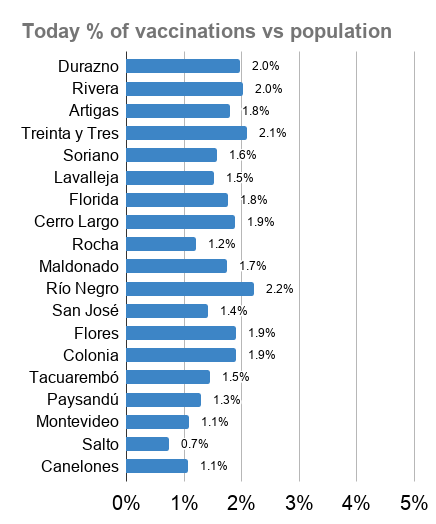 Today % of vaccinations vs population
Durazno 2.0%
Rivera 2.0%
Artigas 1.8%
Treinta y Tres 2.1%
Soriano 1.6%
Lavalleja 1.5%
Florida 1.8%
Cerro Largo 1.9%
Rocha 1.2%
Maldonado 1.7%
Río Negro 2.2%
San José 1.4%
Flores 1.9%
Colonia 1.9%
Tacuarembó 1.5%
Paysandú 1.3%
Montevideo 1.1%
Salto 0.7%
Canelones 1.1%
0% 1% 2% 3% 4% 5%